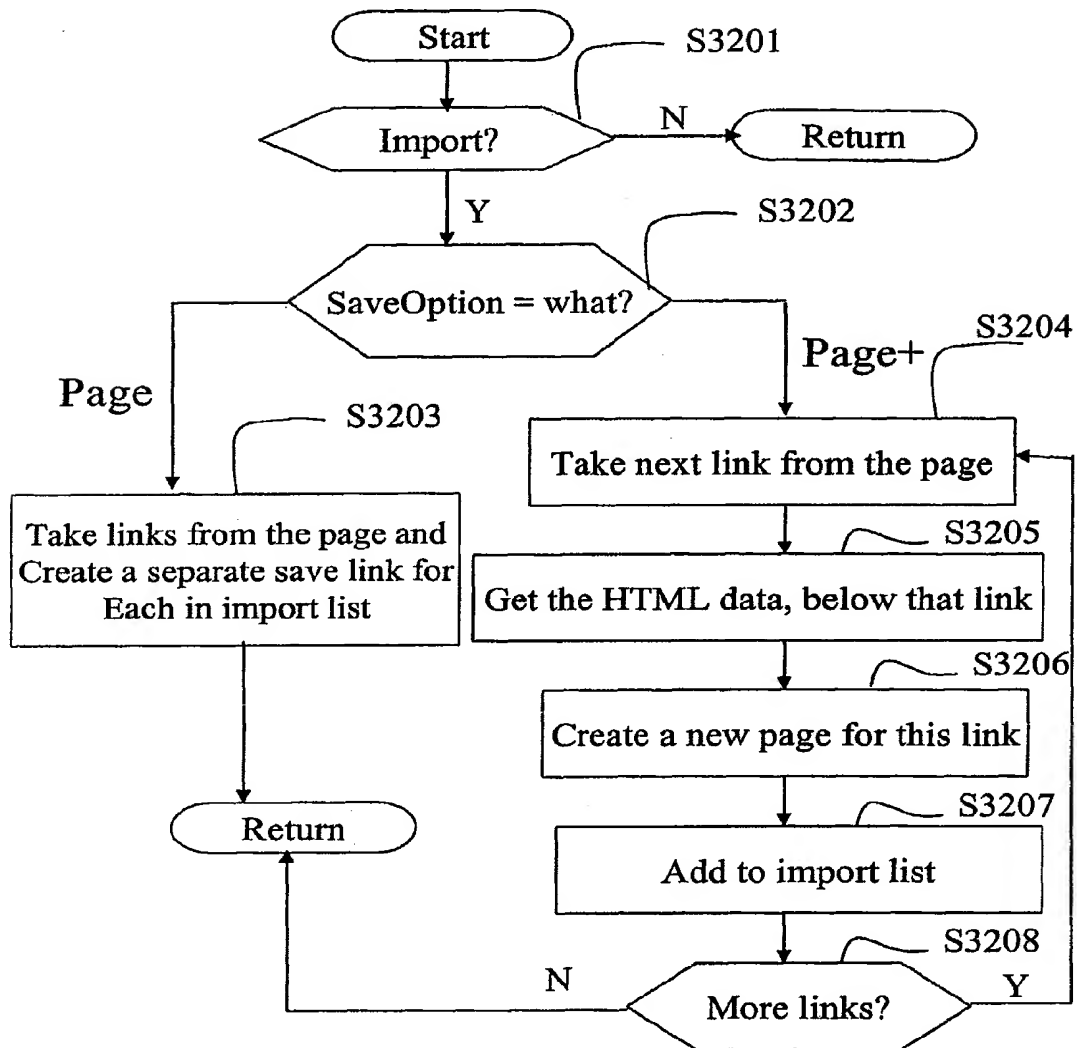 Start
S3201
Import?
N
Return
Y
S3202
SaveOption = what?
Page
Page+
S3203
S3204
Take next link from the page
Take links from the page and
Create a separate save link for
Each in import list
S3205
Get the HTML data, below that link
S3206
Create a new page for this link
S3207
Return
Add to import list
S3208
N
Y
More links?